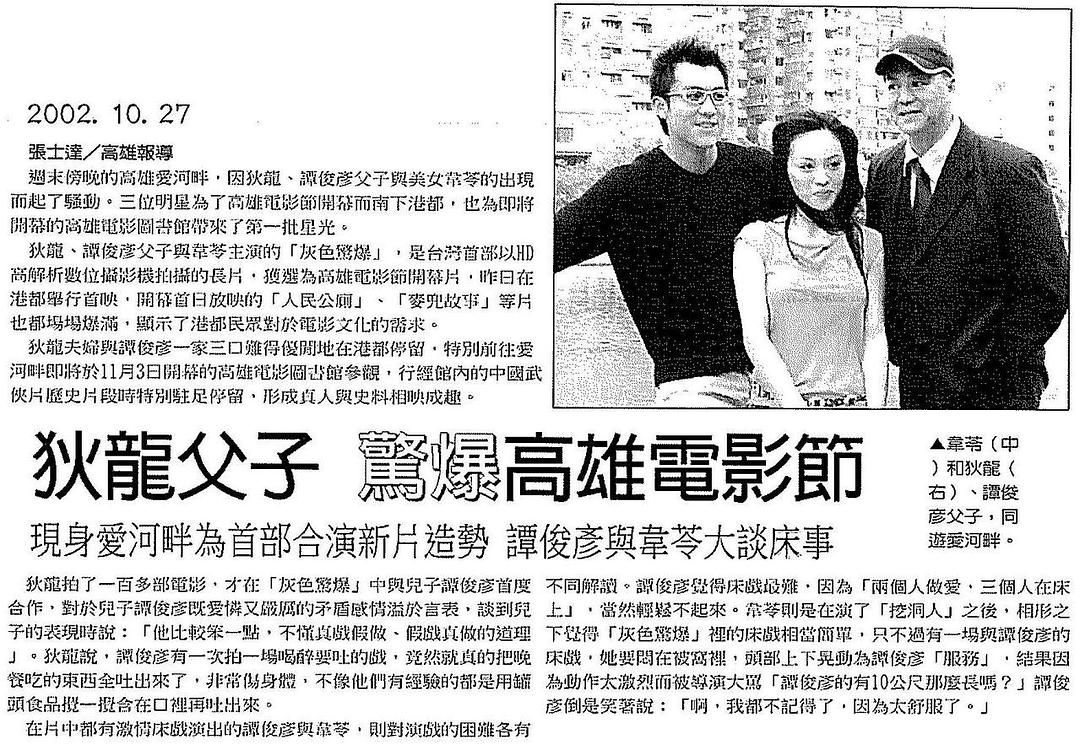 2002. 10. 27
張士達／高雄報導
週末傍晚的高雄愛河畔，因狄龍、譚俊彥父子與美女韋苓的出現
而起了騷動。三位明星為了高雄電影節開幕而南下港都，也為即將
開幕的高雄電影圖書館帶來了第一批星光。
狄龍、譚俊彥父子與韋苓主演的「灰色驚爆」，是台灣首部以HD
高解析數位攝影機拍攝的長片，獲選為高雄電影節開幕片，昨日在
港都舉行首映，開幕首日放映的「人民公廁」、「麥兜故事」等片
也都場場爆滿，顯示了港都民眾對於電影文化的需求。
狄龍夫婦與譚俊彥一家三口難得優閒地在港都停留，特別前往愛
河畔即將於11月3日開幕的高雄電影圖書館參觀，行經館內的中國武
俠片歷史片段時特別駐足停留，形成真人與史料相映成趣。
狄龍父子 驚爆高雄電影節
現身愛河畔為首部合演新片造勢 譚俊彥與韋苓大談床事
▲韋苓（中
）和狄龍（
右）、譚俊
彥父子，同
遊愛河畔。
狄龍拍了一百多部電影，才在「灰色驚爆」中與兒子譚俊彥首度
合作，對於兒子譚俊彥既愛憐又嚴厲的矛盾感情溢於言表，談到兒
子的表現時說：「他比較笨一點，不懂真戲假做、假戲真做的道理
」。狄龍說，譚俊彥有一次拍一場喝醉要吐的戲，竟然就真的把晚
餐吃的東西全吐出來了，非常傷身體，不像他們有經驗的都是用罐
頭食品攪一攪含在口裡再吐出來。
在片中都有激情床戲演出的譚俊彥與韋苓，則對演戲的困難各有
不同解讀。譚俊彥覺得床戲最難，因為「兩個人做愛，三個人在床
上」，當然輕鬆不起來。韋苓則是在演了「挖洞人」之後，相形之
下覺得「灰色驚爆」裡的床戲相當簡單，只不過有一場與譚俊彥的
床戲，她要悶在被窩裡，頭部上下晃動為譚俊彥「服務」，結果因
為動作太激烈而被導演大罵「譚俊彥的有10公尺那麼長嗎？」譚俊
彥倒是笑著說：「啊，我都不記得了，因為太舒服了。」